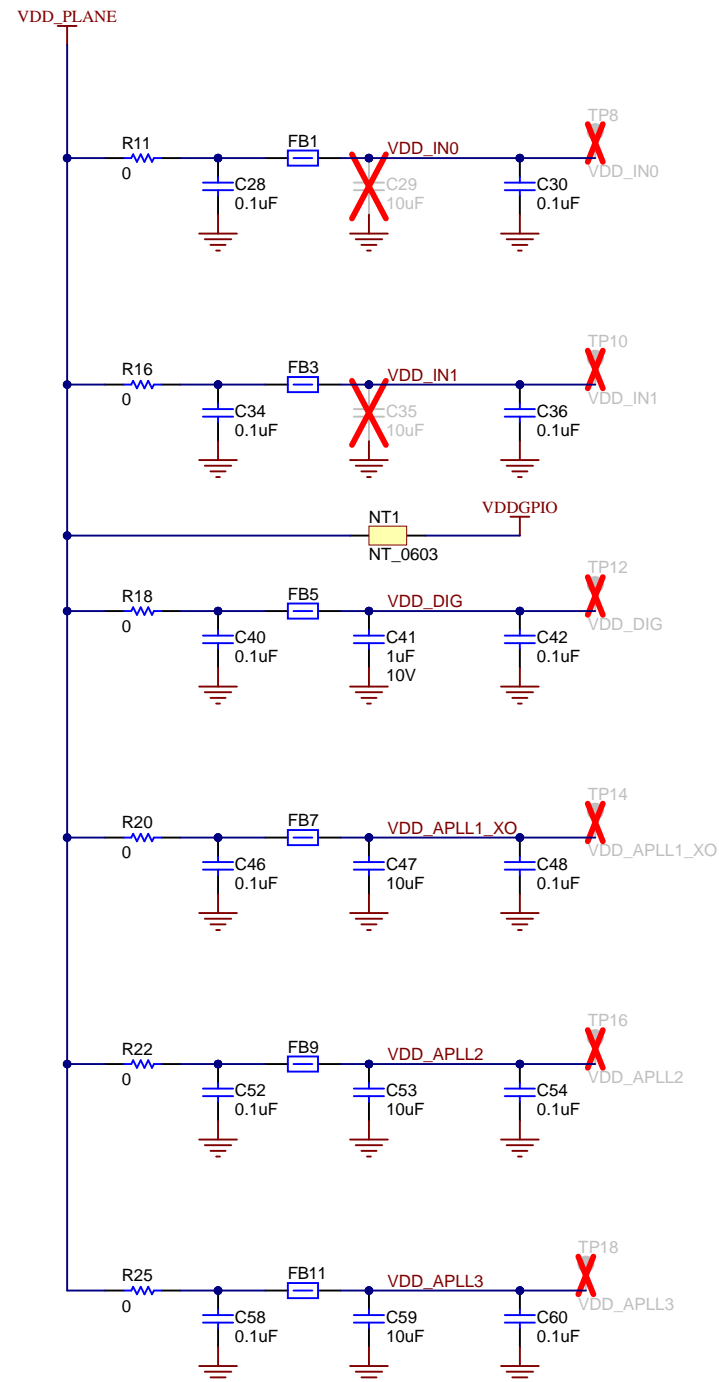 VDD_PLANE
TP8
R11
FB1
VDD_IN0
0
VDD_IN0
C28
0.1uF
C29
10uF
C30
0.1uF
TP10
R16
FB3
VDD_IN1
0
VDD_IN1
C34
0.1uF
C35
10uF
C36
0.1uF
VDDGPIO
NT1
NT_0603
TP12
R18
FB5
VDD_DIG
0
VDD_DIG
C40
0.1uF
C41
1uF
10V
C42
0.1uF
TP14
R20
FB7
VDD_APLL1_XO
0
VDD_APLL1_XO
C46
0.1uF
C47
10uF
C48
0.1uF
TP16
R22
FB9
VDD_APLL2
0
VDD_APLL2
C52
0.1uF
C53
10uF
C54
0.1uF
TP18
R25
FB11
VDD_APLL3
0
VDD_APLL3
C58
0.1uF
C59
10uF
C60
0.1uF